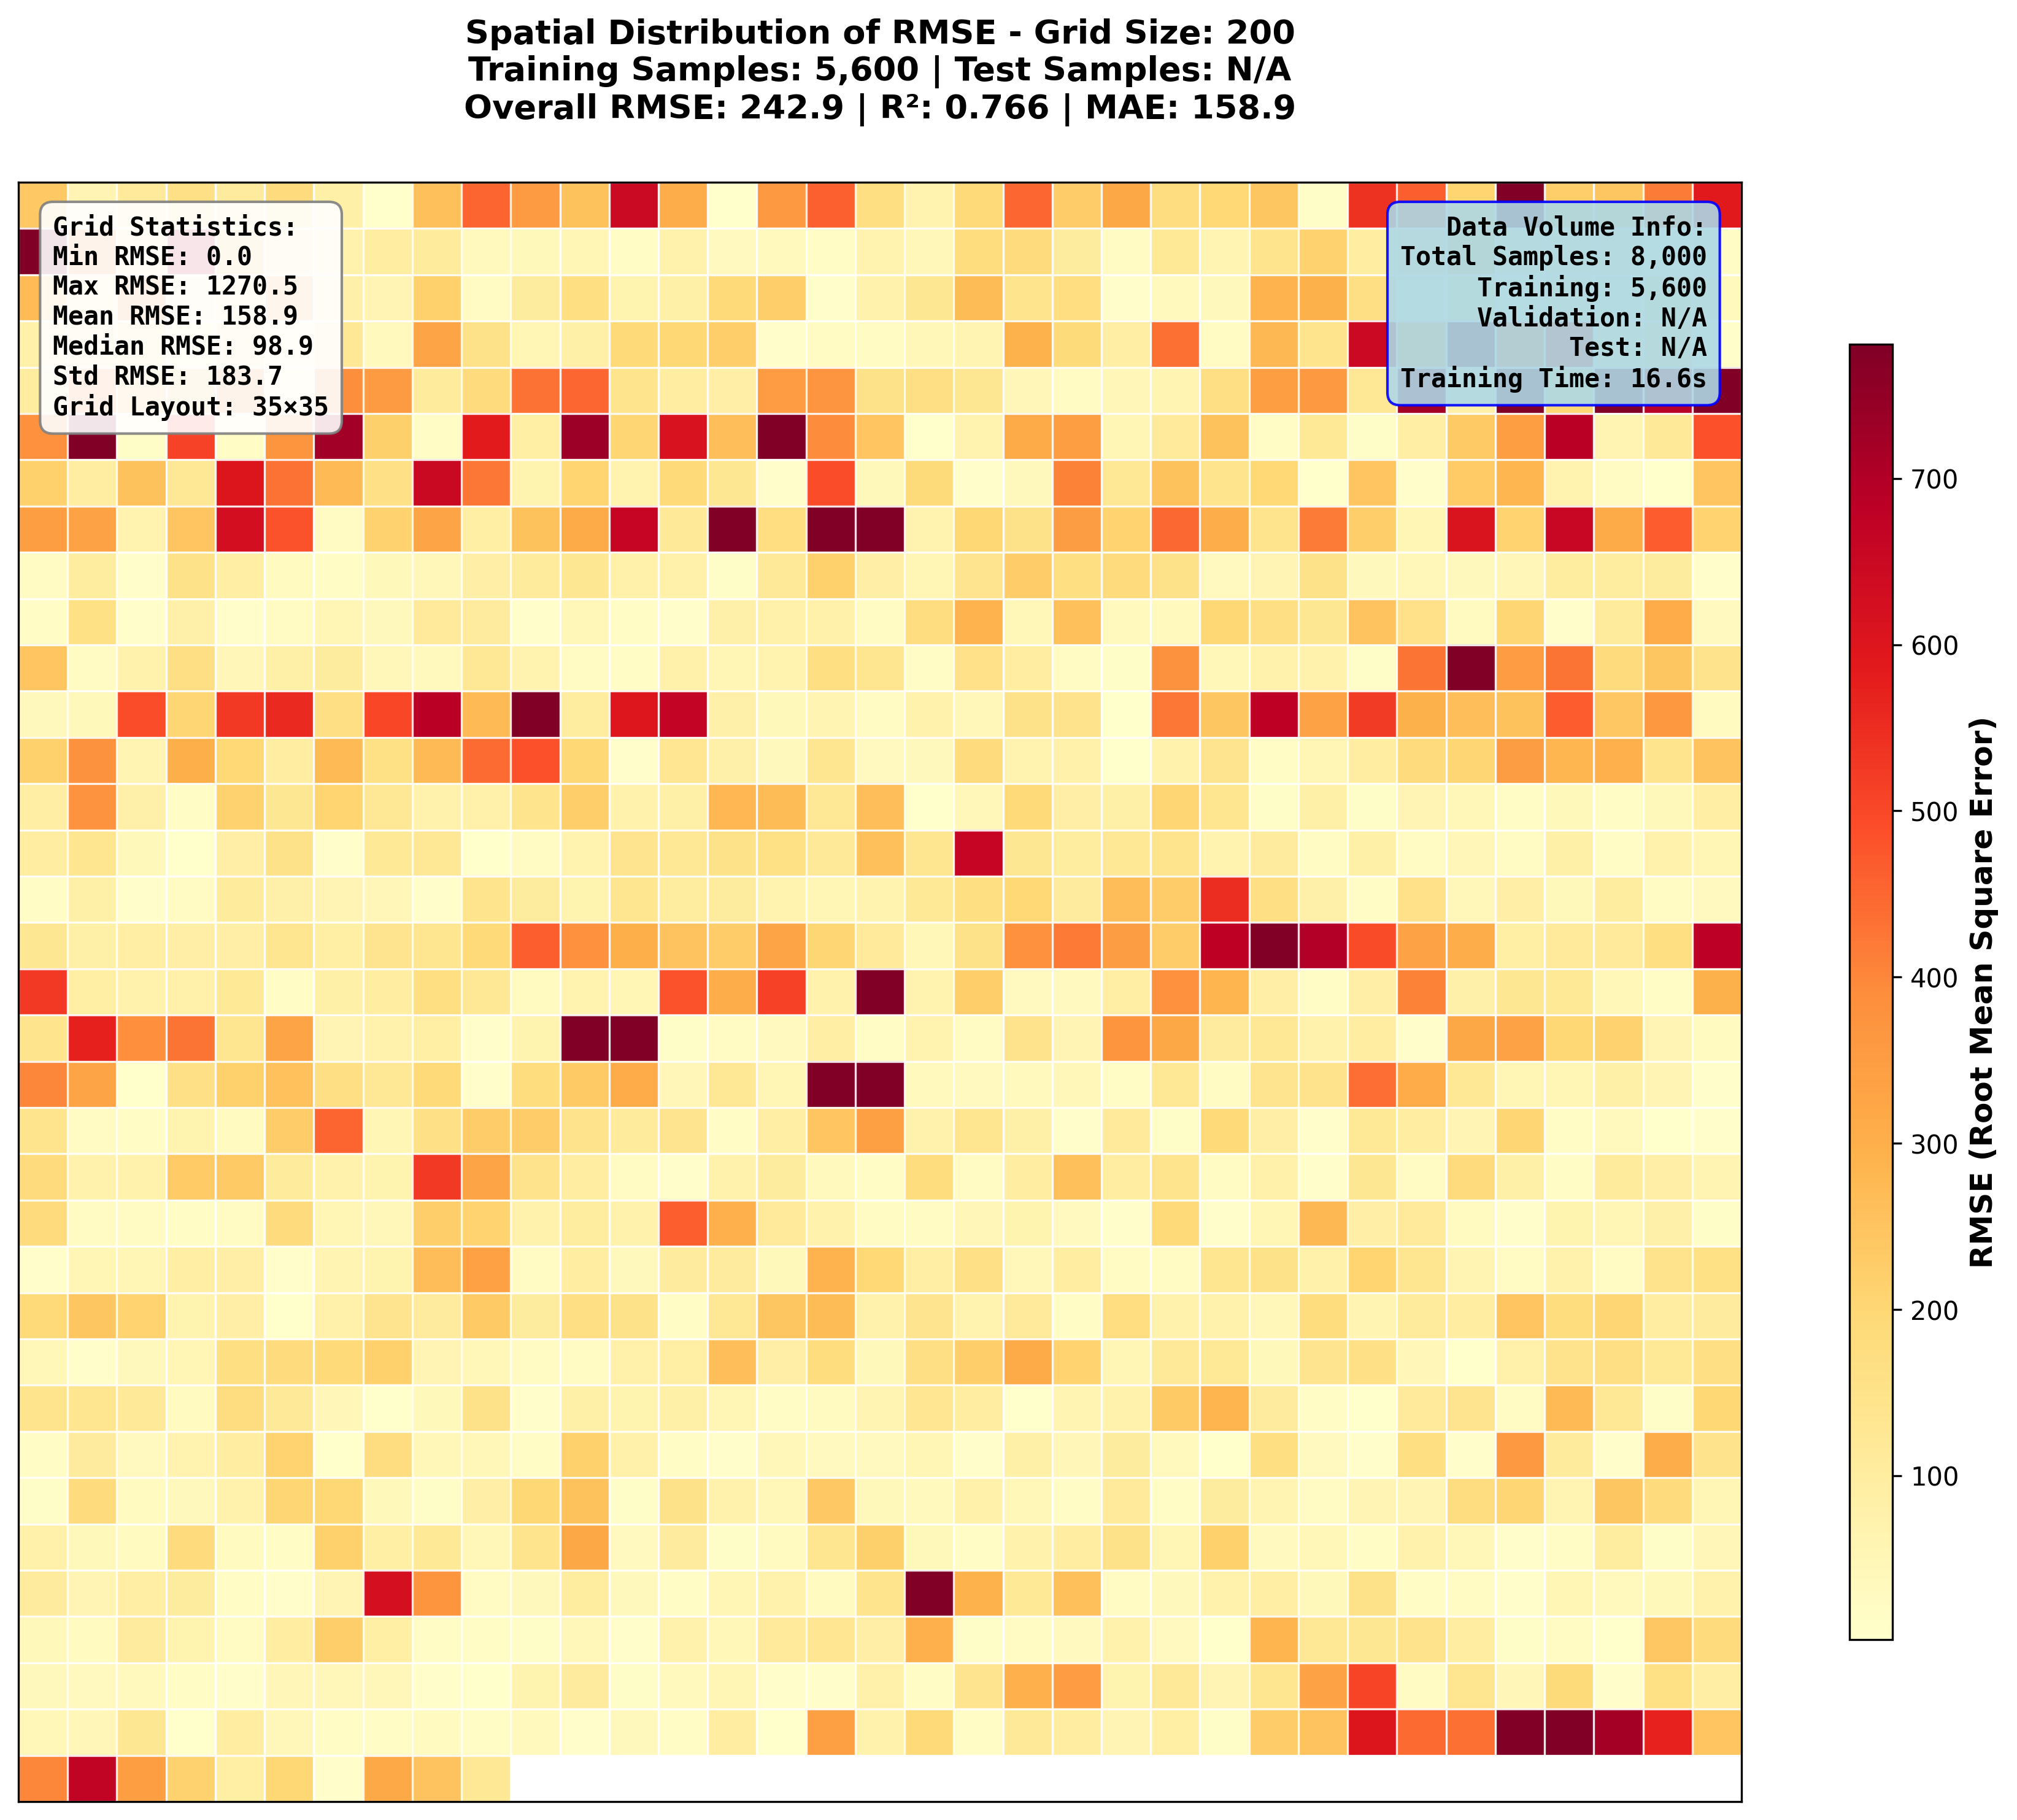 Spatial Distribution of RMSE - Grid Size: 200
Training Samples: 5,600 | Test Samples: N/A
Overall RMSE: 242.9 | R²: 0.766 | MAE: 158.9
Grid Statistics:
Min RMSE: 0.0
Max RMSE: 1270.5
Mean RMSE: 158.9
Median RMSE: 98.9
Std RMSE: 183.7
Grid Layout: 35×35
Data Volume Info:
Total Samples: 8,000
Training: 5,600
Validation: N/A
Test: N/A
Training Time: 16.6s
700
600
500
400
300
200
100
RMSE (Root Mean Square Error)